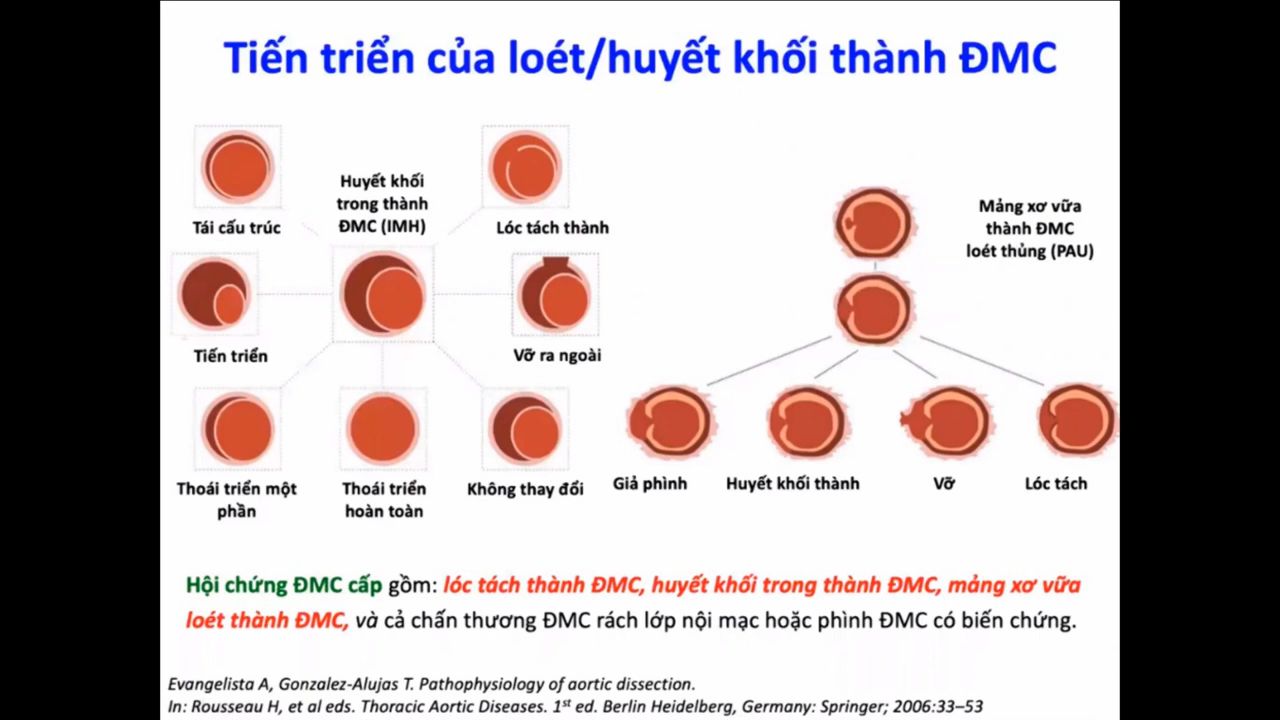 Tiến triển của loét/huyết khối thành ĐMC
Huyết khối
trong thành
ĐMC (IMH)
Tái cấu trúc
Lóc tách thành
Tiến triển
Vỡ ra ngoài
Thoái triển một
phần
Thoái triển
hoàn toàn
Không thay đổi
Mảng xơ vữa
thành ĐMC
loét thủng (PAU)
Giả phình
Huyết khối thành
Vỡ
Lóc tách
Hội chứng ĐMC cấp gồm: lóc tách thành ĐMC, huyết khối trong thành ĐMC, mảng xơ vữa
loét thành ĐMC, và cả chấn thương ĐMC rách lớp nội mạc hoặc phình ĐMC có biến chứng.
Evangelista A, Gonzalez-Alujas T. Pathophysiology of aortic dissection.
In: Rousseau H, et al eds. Thoracic Aortic Diseases. 1st ed. Berlin Heidelberg, Germany: Springer; 2006:33–53